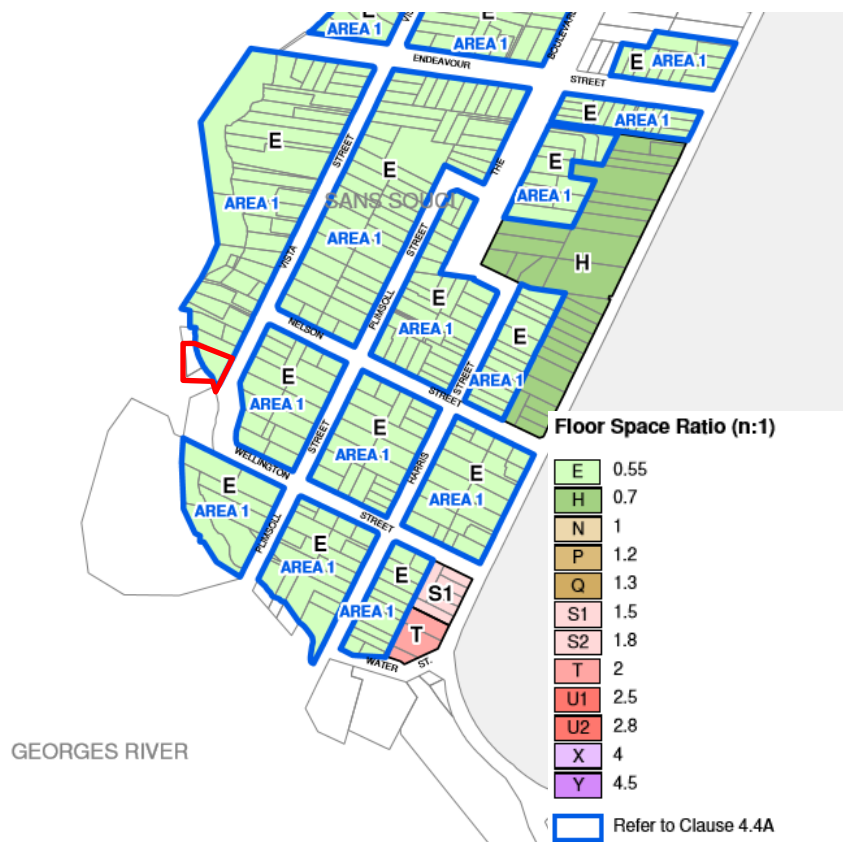 E
AREA 1
VIS
E
AREA 1
BOULEVARD
ENDEAVOUR
STREET
E
AREA 1
E
AREA 1
E
AREA 1
STREET
VISTA
E
SANS SOUCI
AREA 1
THE
E
AREA 1
H
STREET
PLIMSOLL
E
AREA 1
E
AREA 1
STREET
NELSON
STREET
E
AREA 1
STREET
E
AREA 1
HARRIS
E
AREA 1
WELLINGTON
STREET
E
AREA 1
PLIMSOLL
E
AREA 1
E
AREA 1
S1
T
WATER
ST.
GEORGES RIVER
Floor Space Ratio (n:1)
E 0.55
H 0.7
N 1
P 1.2
Q 1.3
S1 1.5
S2 1.8
T 2
U1 2.5
U2 2.8
X 4
Y 4.5
Refer to Clause 4.4A